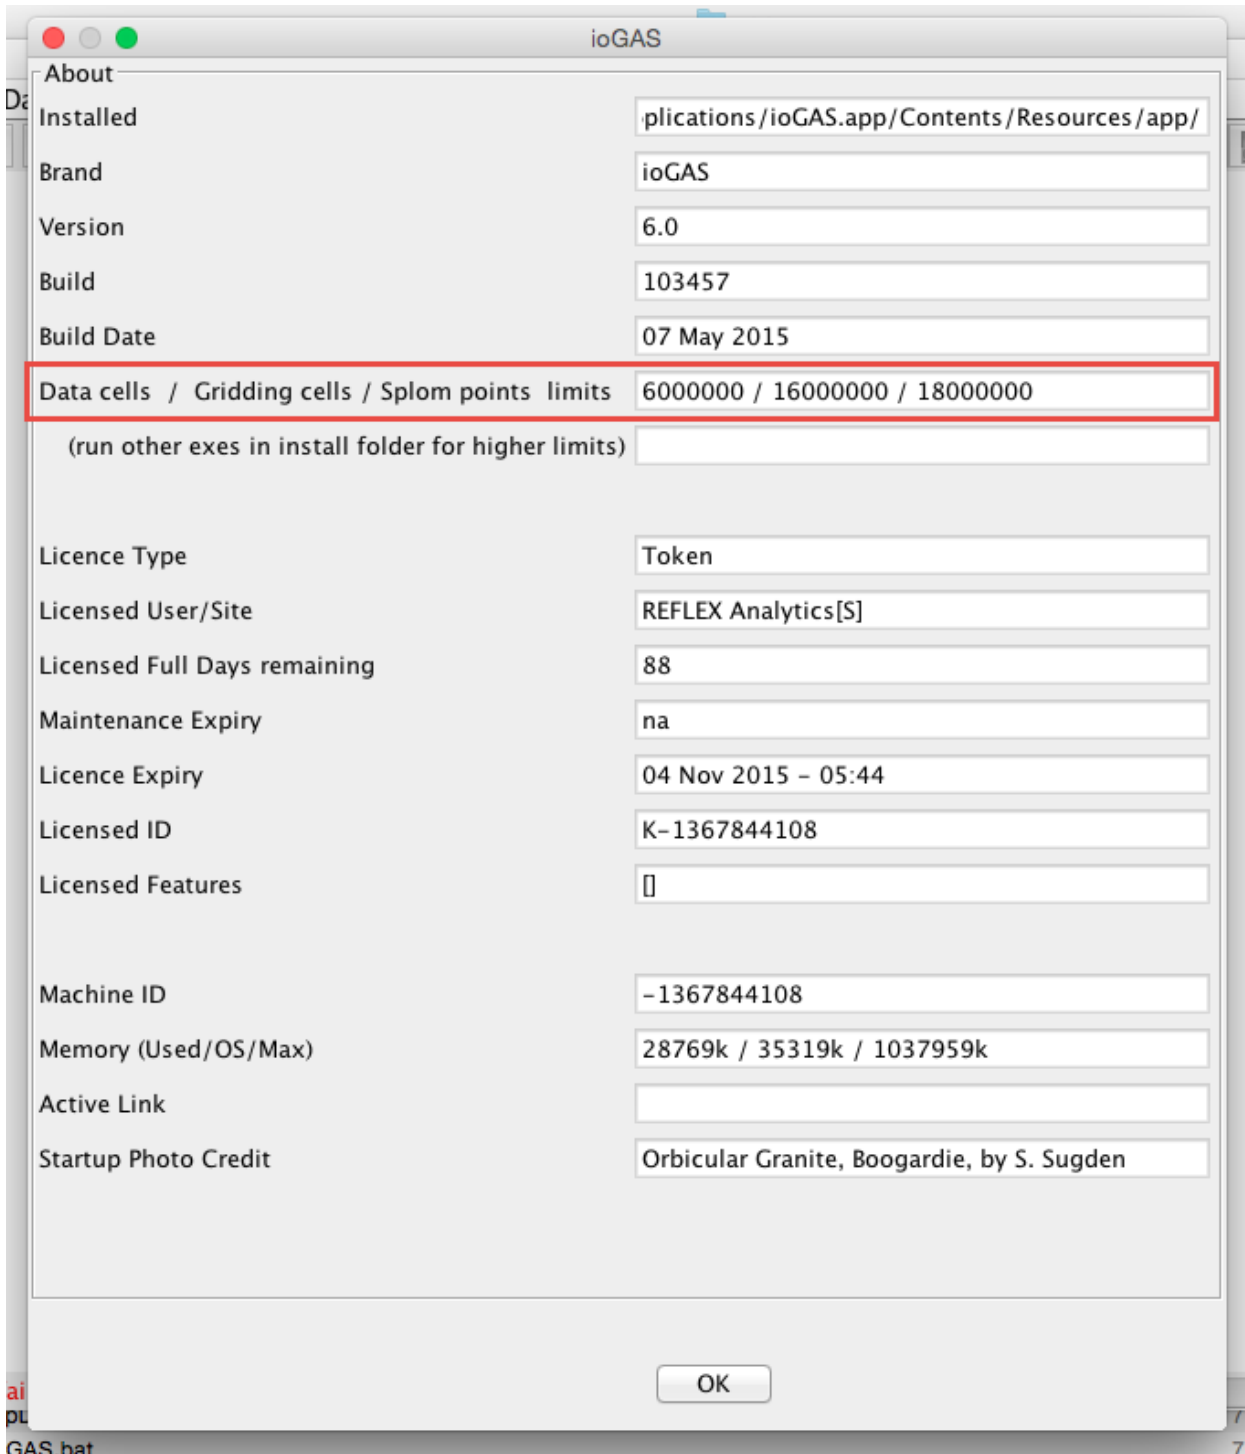 ioGAS
About
Installed plications/ioGAS.app/Contents/Resources/app/
Brand ioGAS
Version 6.0
Build 103457
Build Date 07 May 2015
Data cells / Gridding cells / Splom points limits 6000000 / 16000000 / 18000000
(run other exes in install folder for higher limits)
Licence Type Token
Licensed User/Site REFLEX Analytics[S]
Licensed Full Days remaining 88
Maintenance Expiry na
Licence Expiry 04 Nov 2015 – 05:44
Licensed ID K–1367844108
Licensed Features []
Machine ID –1367844108
Memory (Used/OS/Max) 28769k / 35319k / 1037959k
Active Link
Startup Photo Credit Orbicular Granite, Boogardie, by S. Sugden
OK
GAS.bat